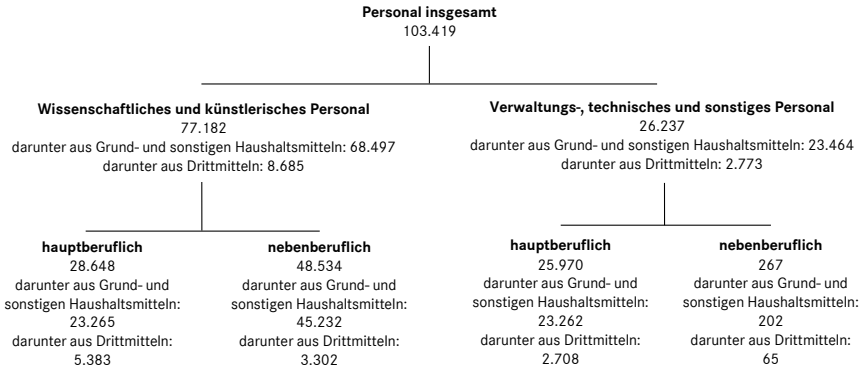 Personal insgesamt
103.419
Wissenschaftliches und künstlerisches Personal
77.182
darunter aus Grund- und sonstigen Haushaltsmitteln: 68.497
darunter aus Drittmitteln: 8.685
Verwaltungs-, technisches und sonstiges Personal
26.237
darunter aus Grund- und sonstigen Haushaltsmitteln: 23.464
darunter aus Drittmitteln: 2.773
hauptberuflich
28.648
darunter aus Grund- und
sonstigen Haushaltsmitteln:
23.265
darunter aus Drittmitteln:
5.383
nebenberuflich
48.534
darunter aus Grund- und
sonstigen Haushaltsmitteln:
45.232
darunter aus Drittmitteln:
3.302
hauptberuflich
25.970
darunter aus Grund- und
sonstigen Haushaltsmitteln:
23.262
darunter aus Drittmitteln:
2.708
nebenberuflich
267
darunter aus Grund- und
sonstigen Haushaltsmitteln:
202
darunter aus Drittmitteln:
65